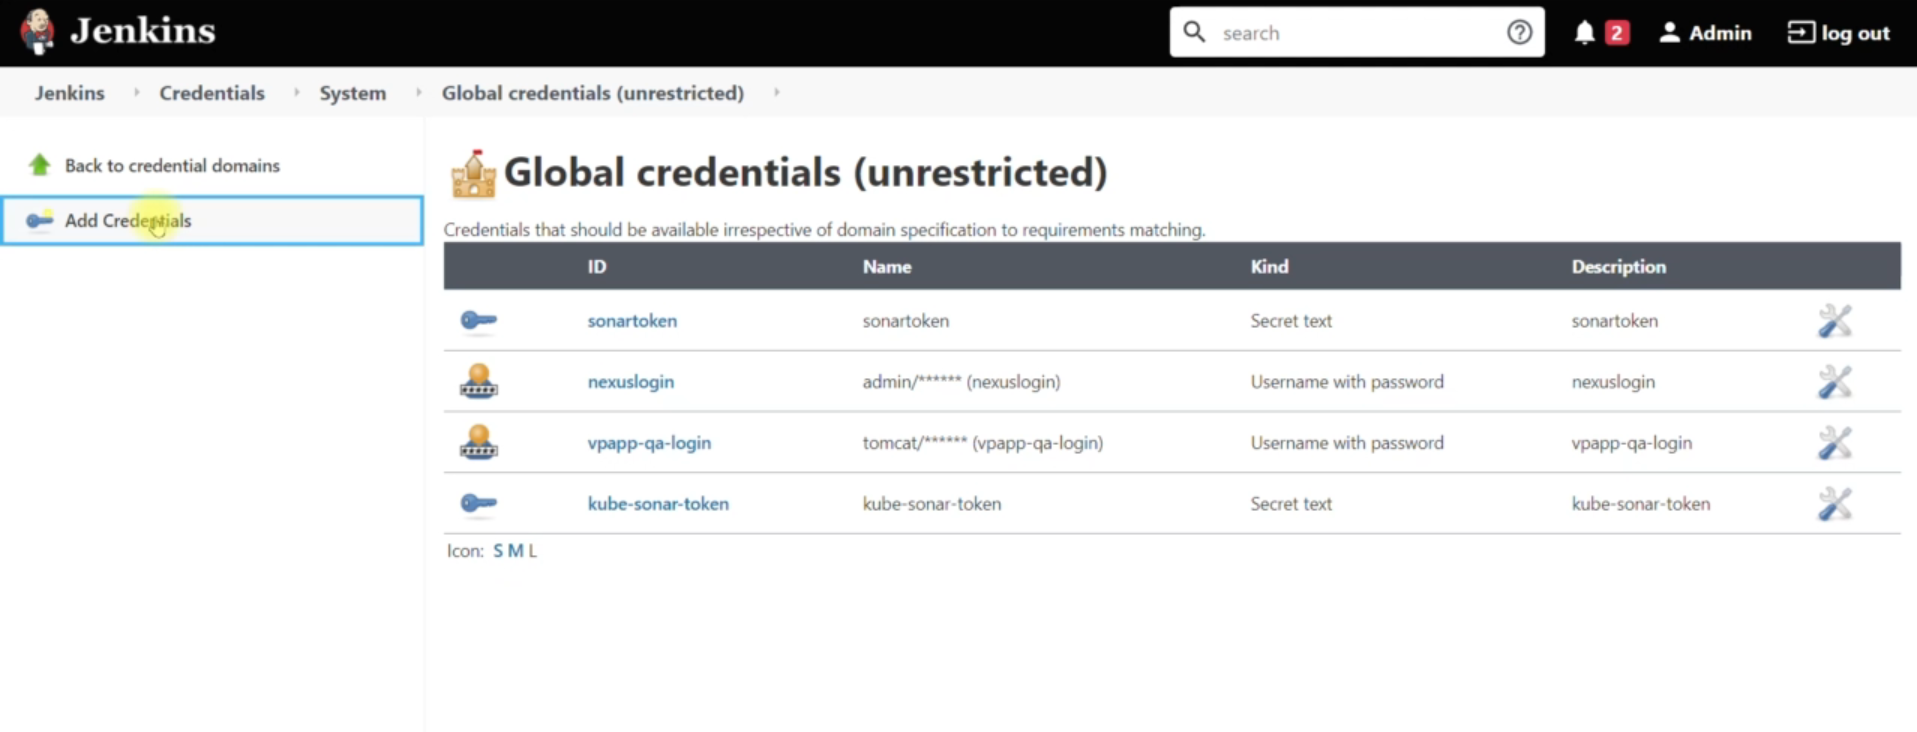 Jenkins
search
2
Admin
log out
Jenkins
Credentials
System
Global credentials (unrestricted)
Back to credential domains
Add Credentials
Global credentials (unrestricted)
Credentials that should be available irrespective of domain specification to requirements matching.
ID Name Kind Description
sonartoken sonartoken Secret text sonartoken
nexuslogin admin/****** (nexuslogin) Username with password nexuslogin
vpapp-qa-login tomcat/****** (vpapp-qa-login) Username with password vpapp-qa-login
kube-sonar-token kube-sonar-token Secret text kube-sonar-token
Icon: S M L